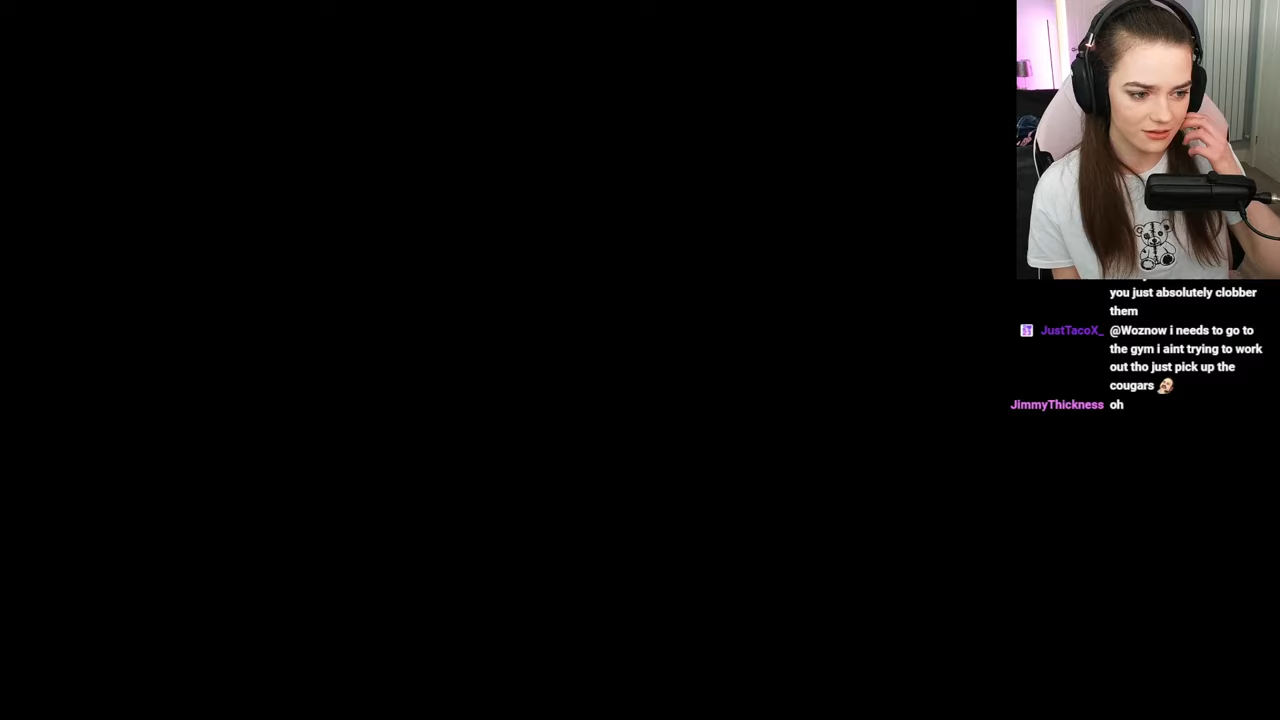 you just absolutely clobber
them
JustTacoX_ @Woznow i needs to go to
the gym i aint trying to work
out tho just pick up the
cougars
JimmyThickness oh